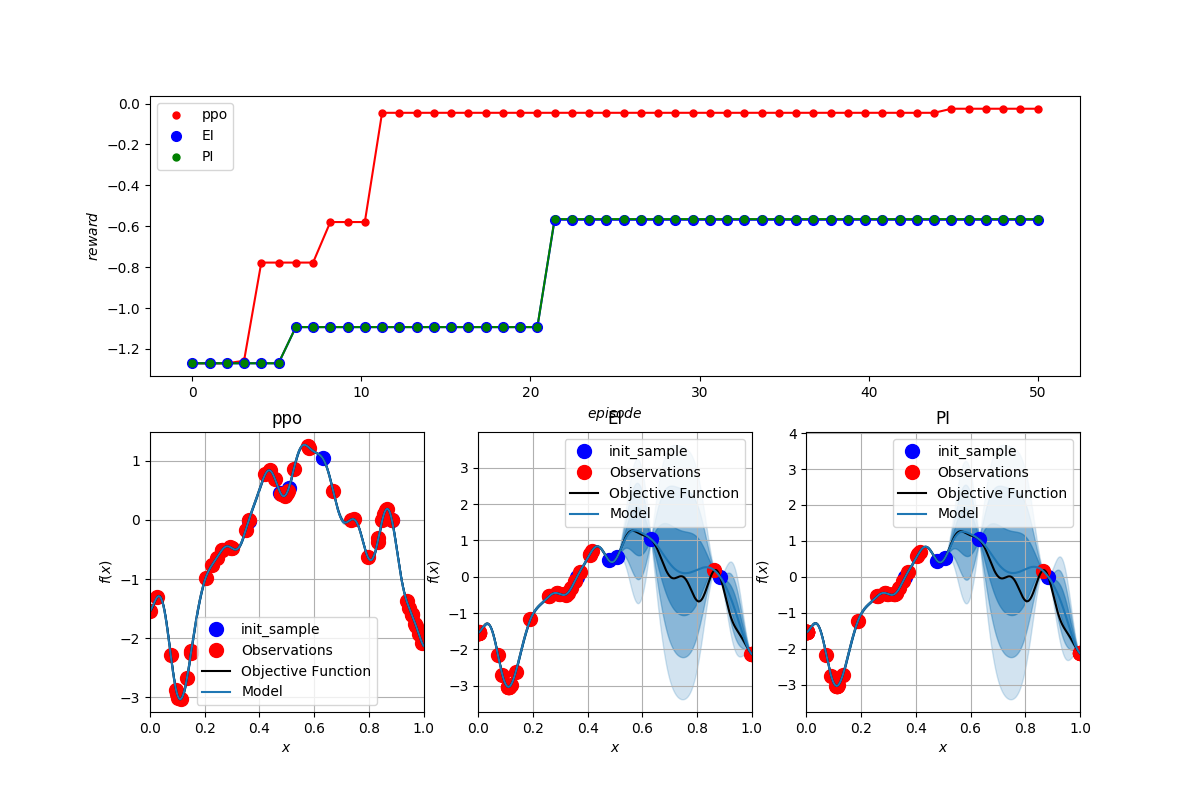 0.0
−0.2
−0.4
−0.6
−0.8
−1.0
−1.2
reward
ppo
EI
PI
0 10 20 30 40 50
episode
ppo
1
0
−1
−2
−3
f(x)
init_sample
Observations
Objective Function
Model
0.0 0.2 0.4 0.6 0.8 1.0
x
EI
3
2
1
0
−1
−2
−3
f(x)
init_sample
Observations
Objective Function
Model
0.0 0.2 0.4 0.6 0.8 1.0
x
PI
4
3
2
1
0
−1
−2
−3
f(x)
init_sample
Observations
Objective Function
Model
0.0 0.2 0.4 0.6 0.8 1.0
x